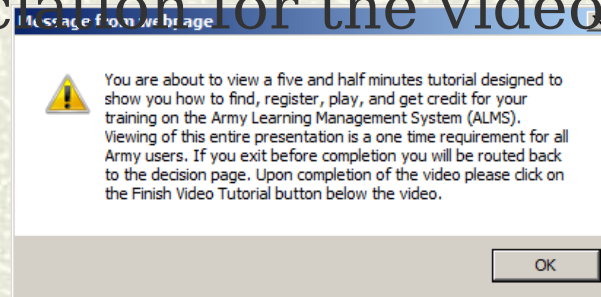 ciation for the video
Message from webpage
You are about to view a five and half minutes tutorial designed to
show you how to find, register, play, and get credit for your
training on the Army Learning Management System (ALMS).
Viewing of this entire presentation is a one time requirement for all
Army users. If you exit before completion you will be routed back
to the decision page. Upon completion of the video please click on
the Finish Video Tutorial button below the video.
OK